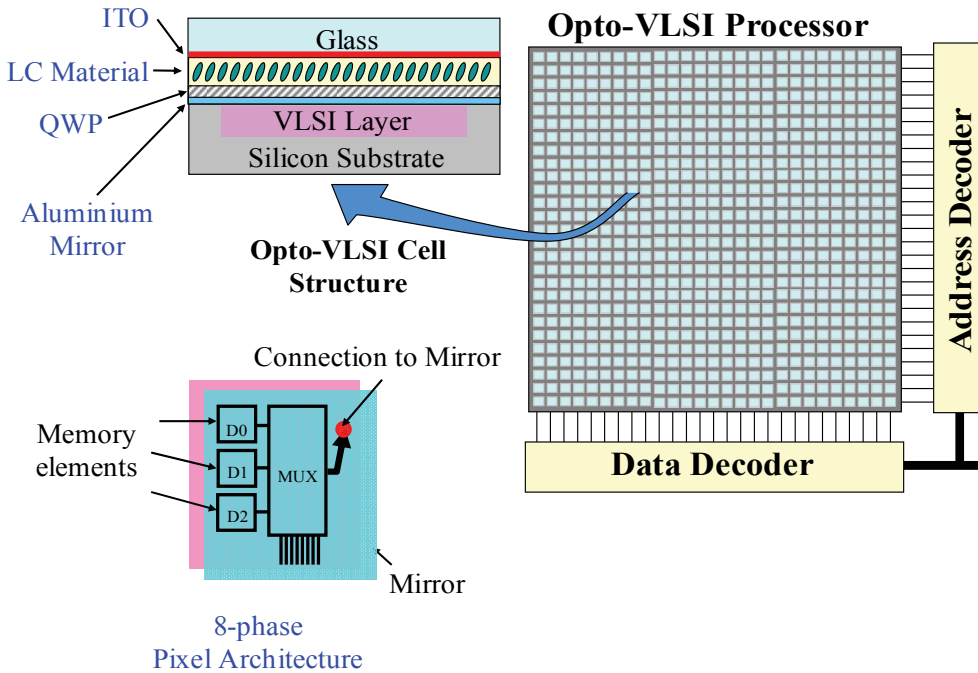 ITO
Glass
LC Material
QWP
VLSI Layer
Silicon Substrate
Aluminium
Mirror
Opto-VLSI Cell
Structure
Opto-VLSI Processor
Address Decoder
Data Decoder
Connection to Mirror
Memory
elements
D0
D1
D2
MUX
Mirror
8-phase
Pixel Architecture